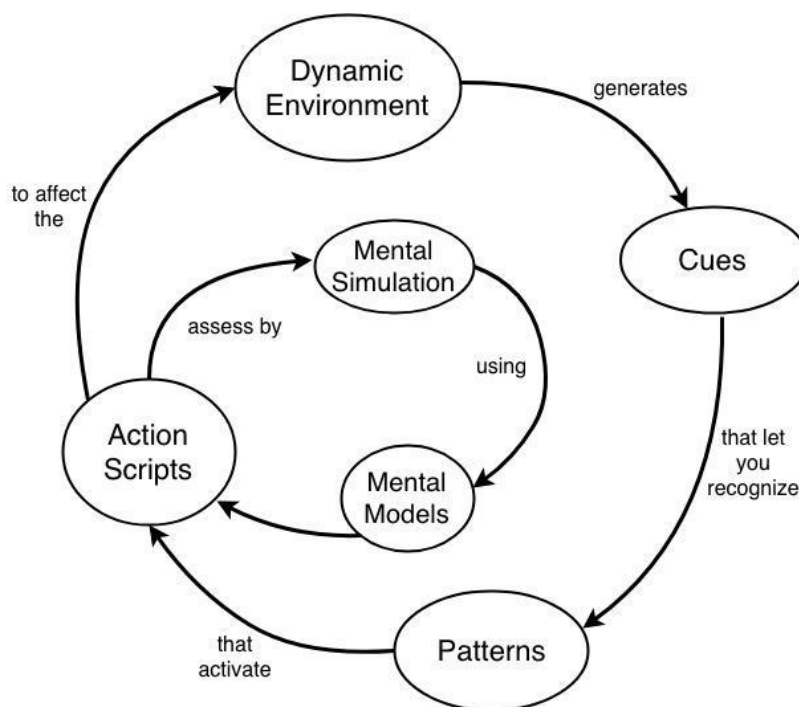 Dynamic
Environment
generates
to affect
the
Mental
Simulation
Cues
assess by
using
Action
Scripts
that let
you
recognize
Mental
Models
that
activate
Patterns